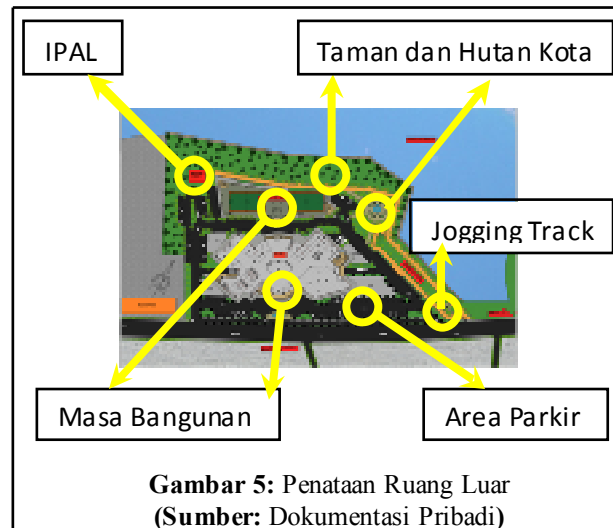 IPAL
Taman dan Hutan Kota
Jogging Track
Masa Bangunan
Area Parkir
Gambar 5: Penataan Ruang Luar
(Sumber: Dokumentasi Pribadi)